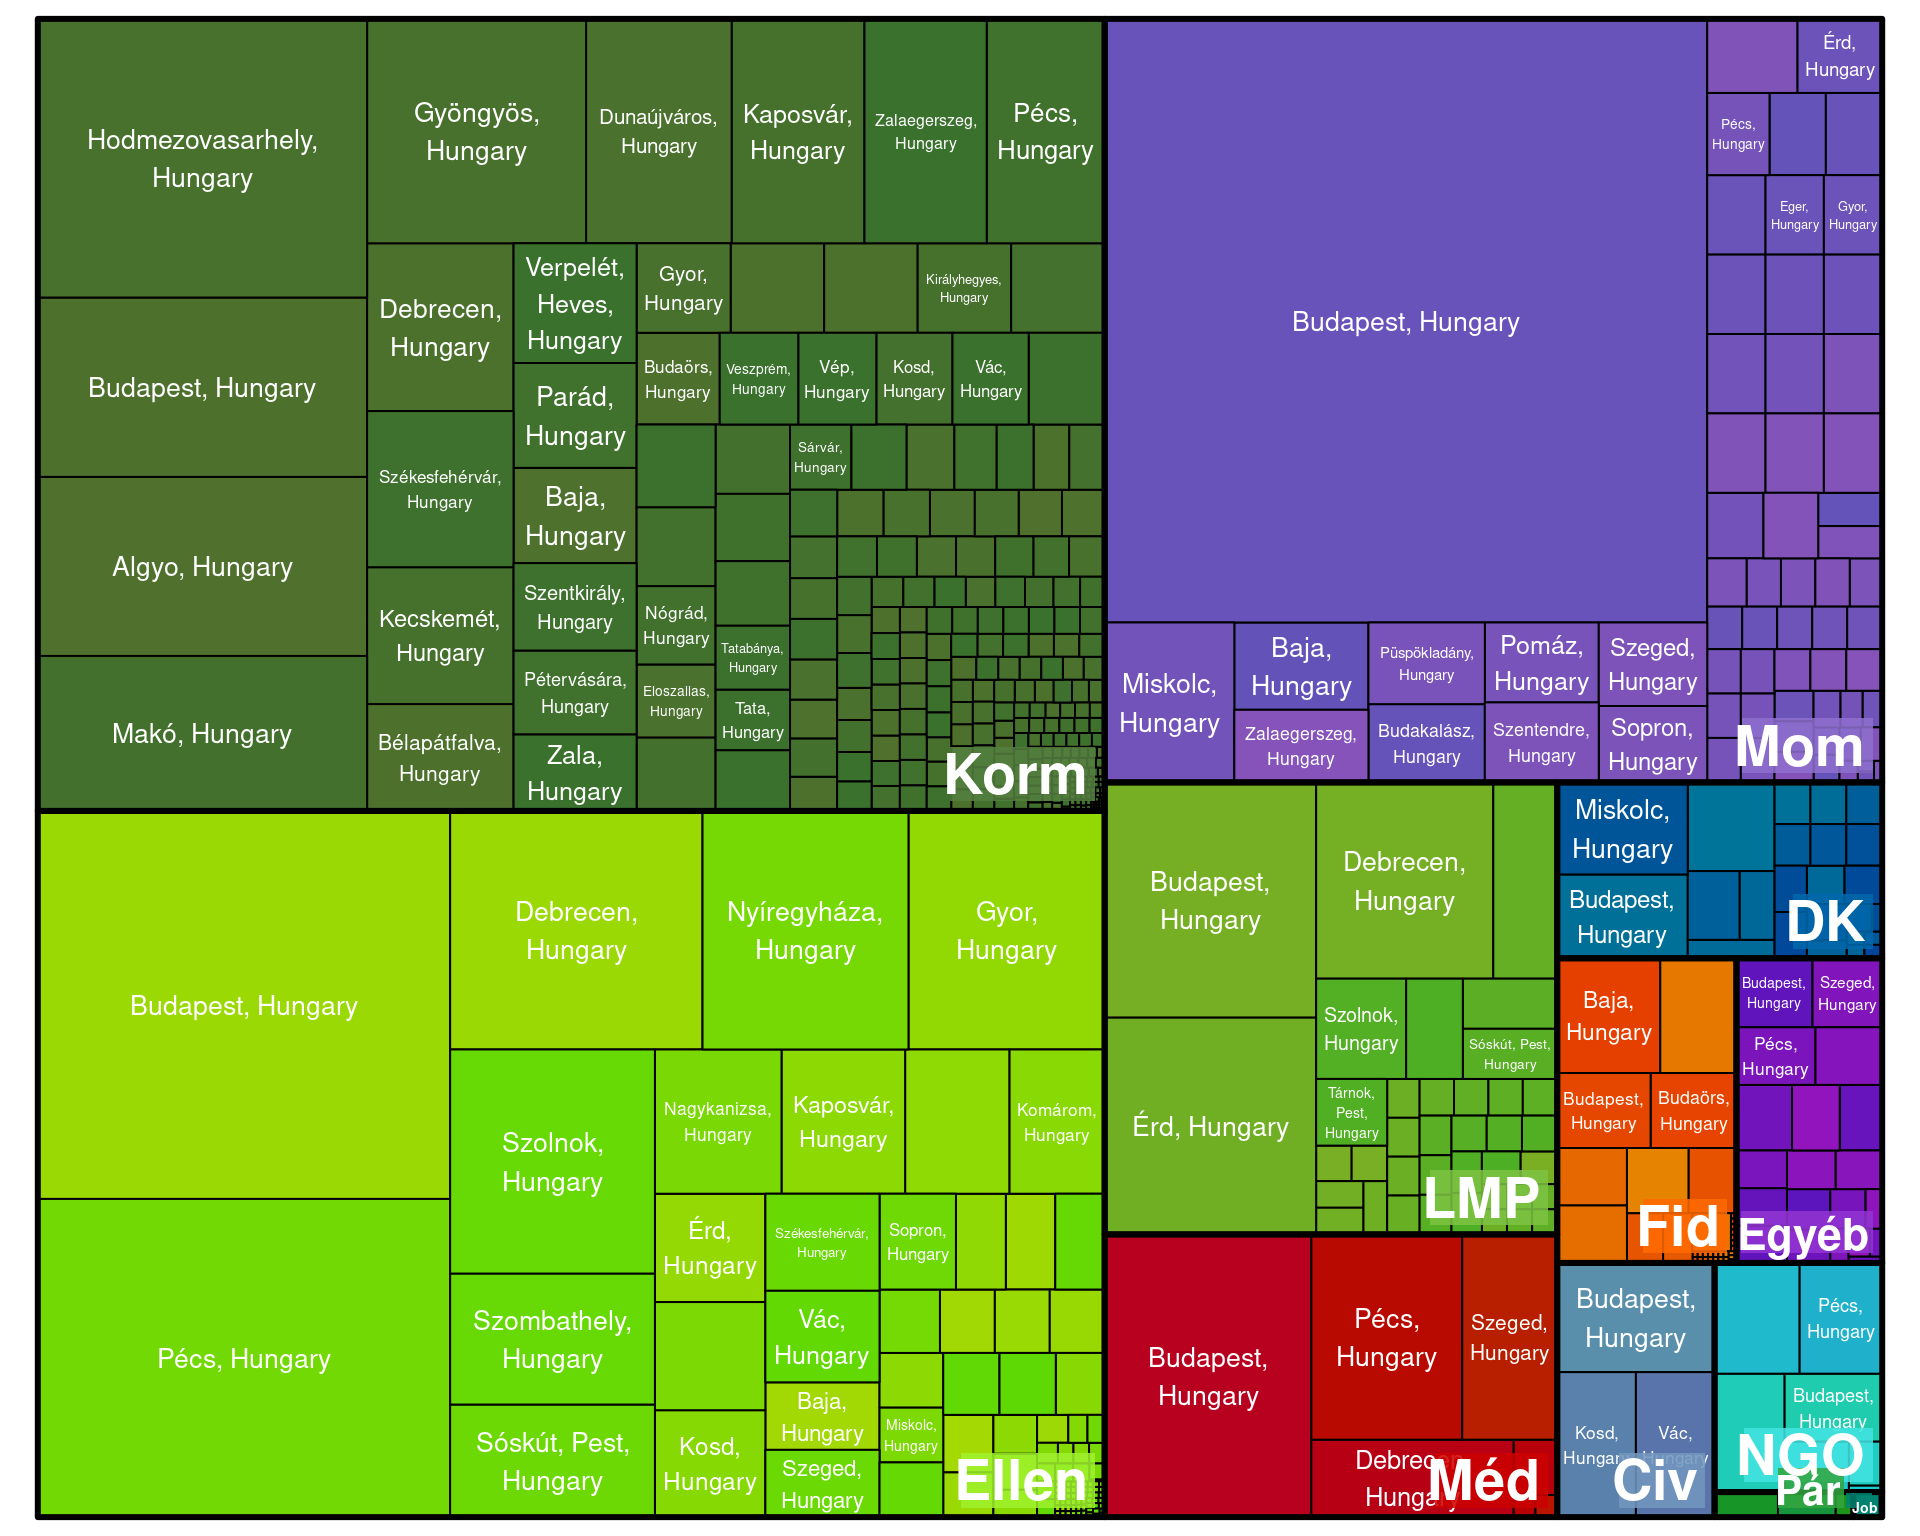 Hodmezovasarhely,
Hungary
Budapest, Hungary
Algyo, Hungary
Makó, Hungary
Gyöngyös,
Hungary
Dunaújváros,
Hungary
Kaposvár,
Hungary
Zalaegerszeg,
Hungary
Pécs,
Hungary
Debrecen,
Hungary
Székesfehérvár,
Hungary
Kecskemét,
Hungary
Bélapátfalva,
Hungary
Verpelét,
Heves,
Hungary
Parád,
Hungary
Baja,
Hungary
Szentkirály,
Hungary
Pétervására,
Hungary
Zala,
Hungary
Gyor,
Hungary
Királyhegyes,
Hungary
Budaörs,
Hungary
Veszprém,
Hungary
Vép,
Hungary
Kosd,
Hungary
Vác,
Hungary
Sárvár,
Hungary
Nógrád,
Hungary
Eloszallas,
Hungary
Tatabánya,
Hungary
Tata,
Hungary
Korm
Budapest, Hungary
Érd,
Hungary
Pécs,
Hungary
Eger,
Hungary
Gyor,
Hungary
Miskolc,
Hungary
Baja,
Hungary
Zalaegerszeg,
Hungary
Püspökladány,
Hungary
Budakalász,
Hungary
Pomáz,
Hungary
Szentendre,
Hungary
Szeged,
Hungary
Sopron,
Hungary
Mom
Budapest, Hungary
Pécs, Hungary
Debrecen,
Hungary
Nyíregyháza,
Hungary
Gyor,
Hungary
Szolnok,
Hungary
Szombathely,
Hungary
Sóskút, Pest,
Hungary
Nagykanizsa,
Hungary
Kaposvár,
Hungary
Komárom,
Hungary
Érd,
Hungary
Kosd,
Hungary
Székesfehérvár,
Hungary
Vác,
Hungary
Baja,
Hungary
Szeged,
Hungary
Sopron,
Hungary
Miskolc,
Hungary
Ellen
Budapest,
Hungary
Érd, Hungary
Debrecen,
Hungary
Szolnok,
Hungary
Sóskút, Pest,
Hungary
Tárnok,
Pest,
Hungary
LMP
Miskolc,
Hungary
Budapest,
Hungary
DK
Baja,
Hungary
Budapest,
Hungary
Budaörs,
Hungary
Fid
Budapest,
Hungary
Szeged,
Hungary
Pécs,
Hungary
Egyéb
Budapest,
Hungary
Pécs,
Hungary
Szeged,
Hungary
Debrecen,
Hungary
Méd
Budapest,
Hungary
Kosd,
Hungary
Vác,
Hungary
Civ
Pécs,
Hungary
Budapest,
Hungary
NGO
Pár
Job